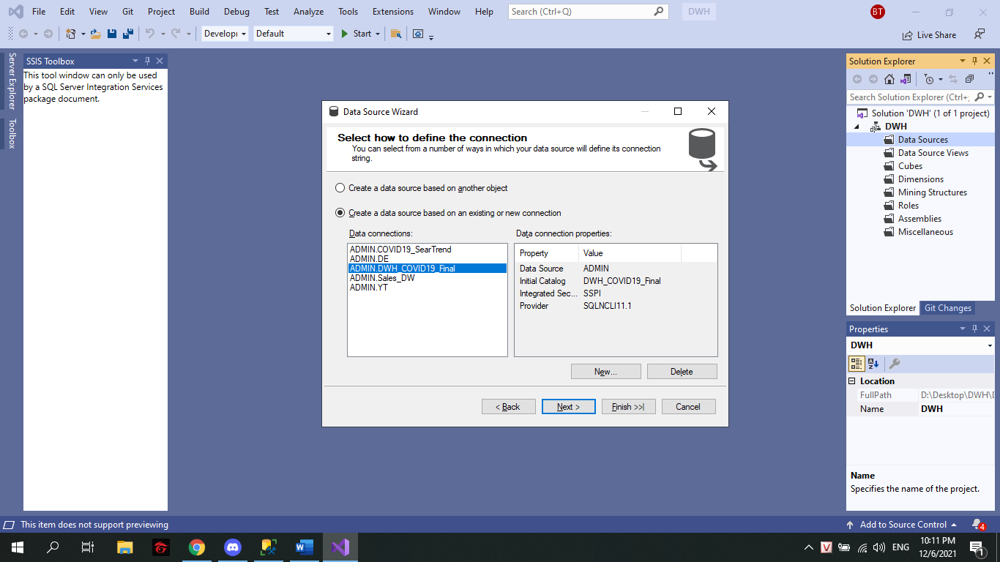 File Edit View Git Project Build Debug Test Analyze Tools Extensions Window Help Search (Ctrl+Q) DWH BT
Develop Default Start Live Share
Server Explorer
Toolbox
SSIS Toolbox
This tool window can only be used
by a SQL Server Integration Services
package document.
Data Source Wizard
Select how to define the connection
You can select from a number of ways in which your data source will define its connection
string.
Create a data source based on another object
Create a data source based on an existing or new connection
Data connections:
ADMIN.COVID19_SearTrend
ADMIN.DE
ADMIN.DWH_COVID19_Final
ADMIN.Sales_DW
ADMIN.YT
Data connection properties:
Property Value
Data Source ADMIN
Initial Catalog DWH_COVID19_Final
Integrated Sec... SSPI
Provider SQLNCLI11.1
New... Delete
< Back Next > Finish >>| Cancel
Solution Explorer
Search Solution Explorer (Ctrl+;
Solution 'DWH' (1 of 1 project)
DWH
Data Sources
Data Source Views
Cubes
Dimensions
Mining Structures
Roles
Assemblies
Miscellaneous
Solution Explorer Git Changes
Properties
DWH
Location
FullPath D:\Desktop\DWH\D
Name DWH
Name
Specifies the name of the project.
This item does not support previewing
Add to Source Control 4
ENG
10:11 PM
12/6/2021
1